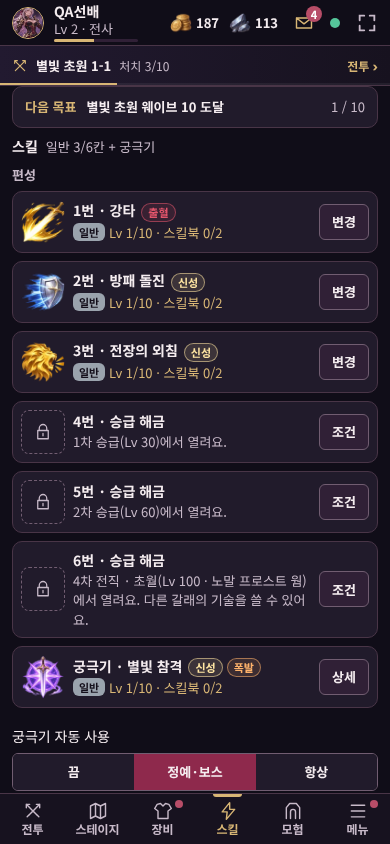 QA선배
Lv 2 · 전사
187
113
4
별빛 초원 1-1 처치 3/10
전투 ›
다음 목표 별빛 초원 웨이브 10 도달 1 / 10
스킬 일반 3/6칸 + 궁극기
편성
1번 · 강타 출혈
일반 Lv 1/10 · 스킬북 0/2
변경
2번 · 방패 돌진 신성
일반 Lv 1/10 · 스킬북 0/2
변경
3번 · 전장의 외침 신성
일반 Lv 1/10 · 스킬북 0/2
변경
4번 · 승급 해금
1차 승급(Lv 30)에서 열려요.
조건
5번 · 승급 해금
2차 승급(Lv 60)에서 열려요.
조건
6번 · 승급 해금
4차 전직 · 초월(Lv 100 · 노말 프로스트 웜)
에서 열려요. 다른 갈래의 기술을 쓸 수 있어
요.
조건
궁극기 · 별빛 참격 신성 폭발
일반 Lv 1/10 · 스킬북 0/2
상세
궁극기 자동 사용
끔 정예·보스 항상
전투 스테이지 장비 스킬 모험 메뉴